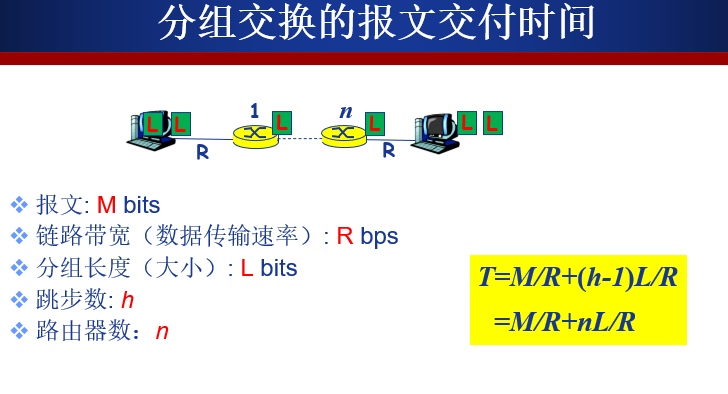 分组交换的报文交付时间
1 n
L L L L L L
R R
报文: M bits
链路带宽（数据传输速率）: R bps
分组长度（大小）: L bits
跳步数: h
路由器数：n
T=M/R+(h-1)L/R
=M/R+nL/R